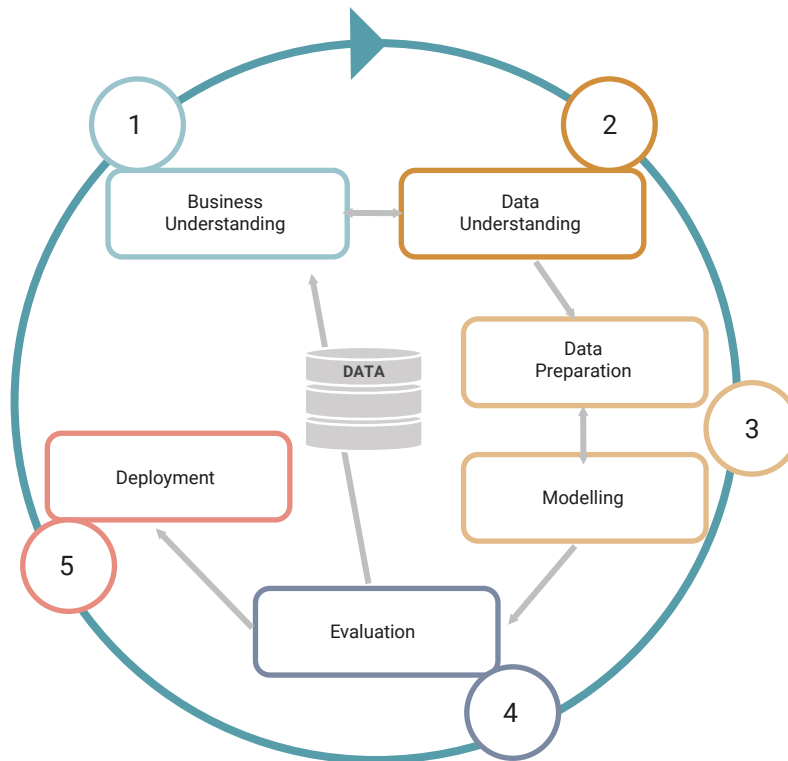 1
2
Business
Understanding
Data
Understanding
DATA
Data
Preparation
3
Deployment
Modelling
5
Evaluation
4